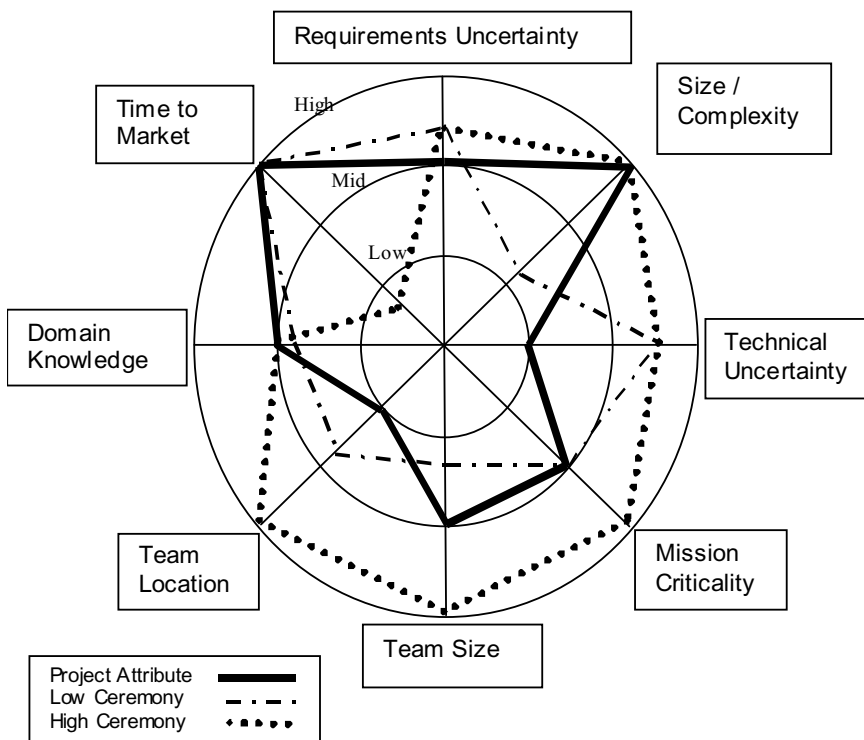 Requirements Uncertainty
Size /
Complexity
Time to
Market
High
Mid
Low
Domain
Knowledge
Technical
Uncertainty
Team
Location
Mission
Criticality
Team Size
Project Attribute
Low Ceremony
High Ceremony